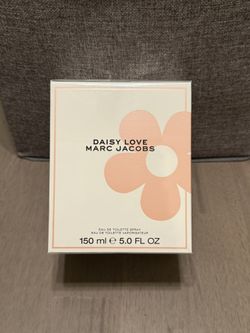 DAISY LOVE
MARC JACOBS
EAU DE TOILETTE SPRAY
EAU DE TOILETTE VAPORISATEUR
150 ml e 5.0 FL OZ